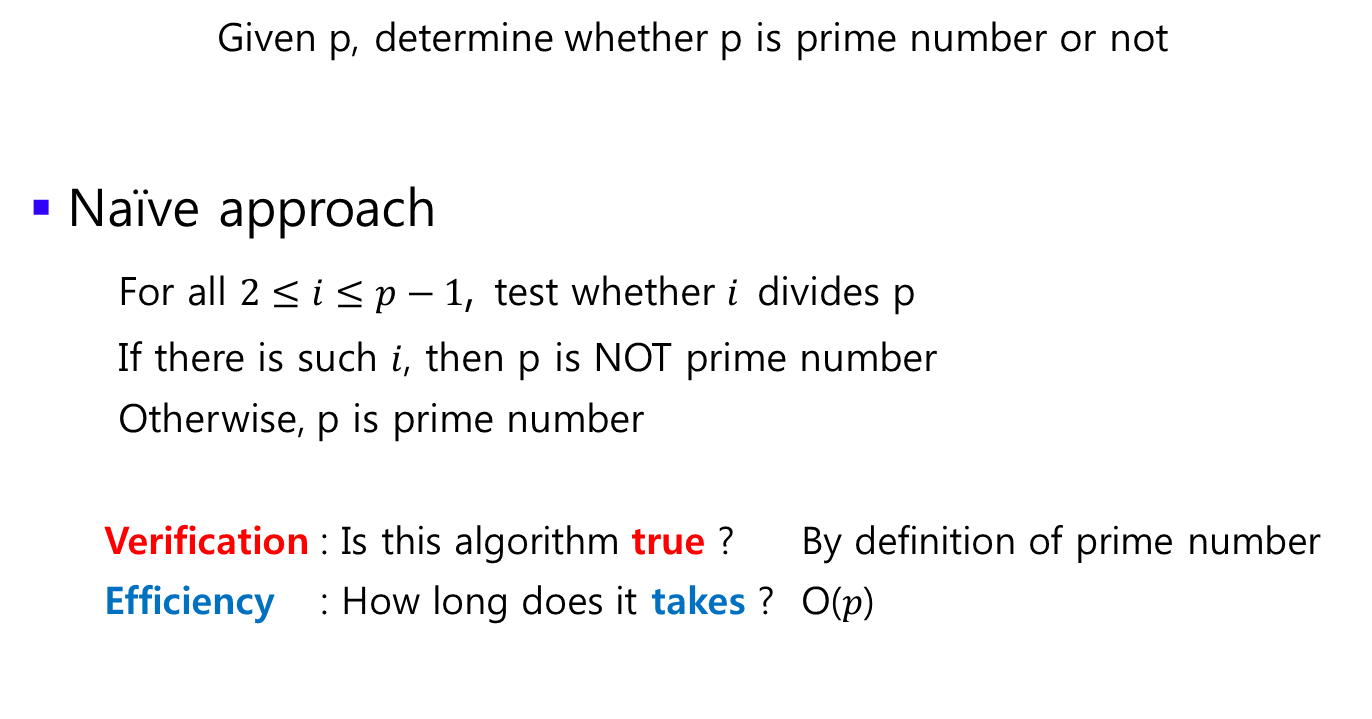 Given p, determine whether p is prime number or not
▪ Naïve approach
For all 2 ≤ i ≤ p − 1, test whether i divides p
If there is such i, then p is NOT prime number
Otherwise, p is prime number
Verification : Is this algorithm true ? By definition of prime number
Efficiency : How long does it takes ? O(p)